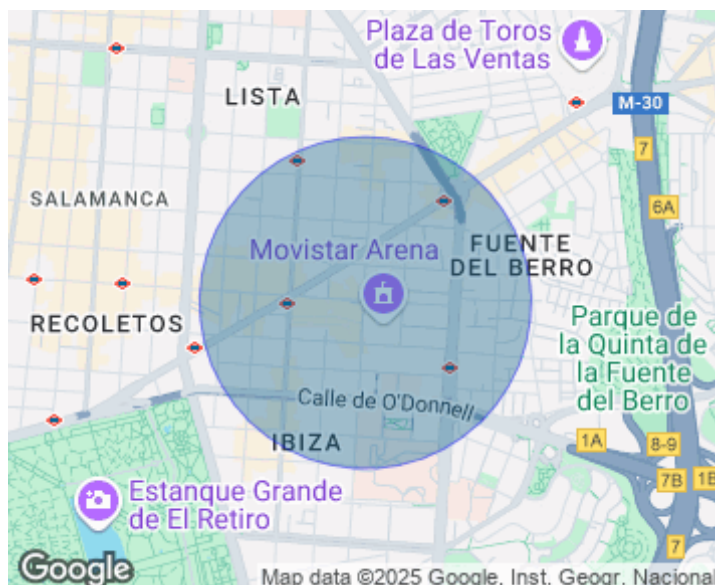 Plaza de Toros
de Las Ventas
LISTA
M-30
7
SALAMANCA
6A
Movistar Arena
FUENTE
DEL BERRO
RECOLETOS
Parque de
la Quinta de
la Fuente
del Berro
Calle de O'Donnell
IBIZA
1A
8-9
7B
1B
Estanque Grande
de El Retiro
7
Google
Map data ©2025 Google, Inst. Geogr. Nacional